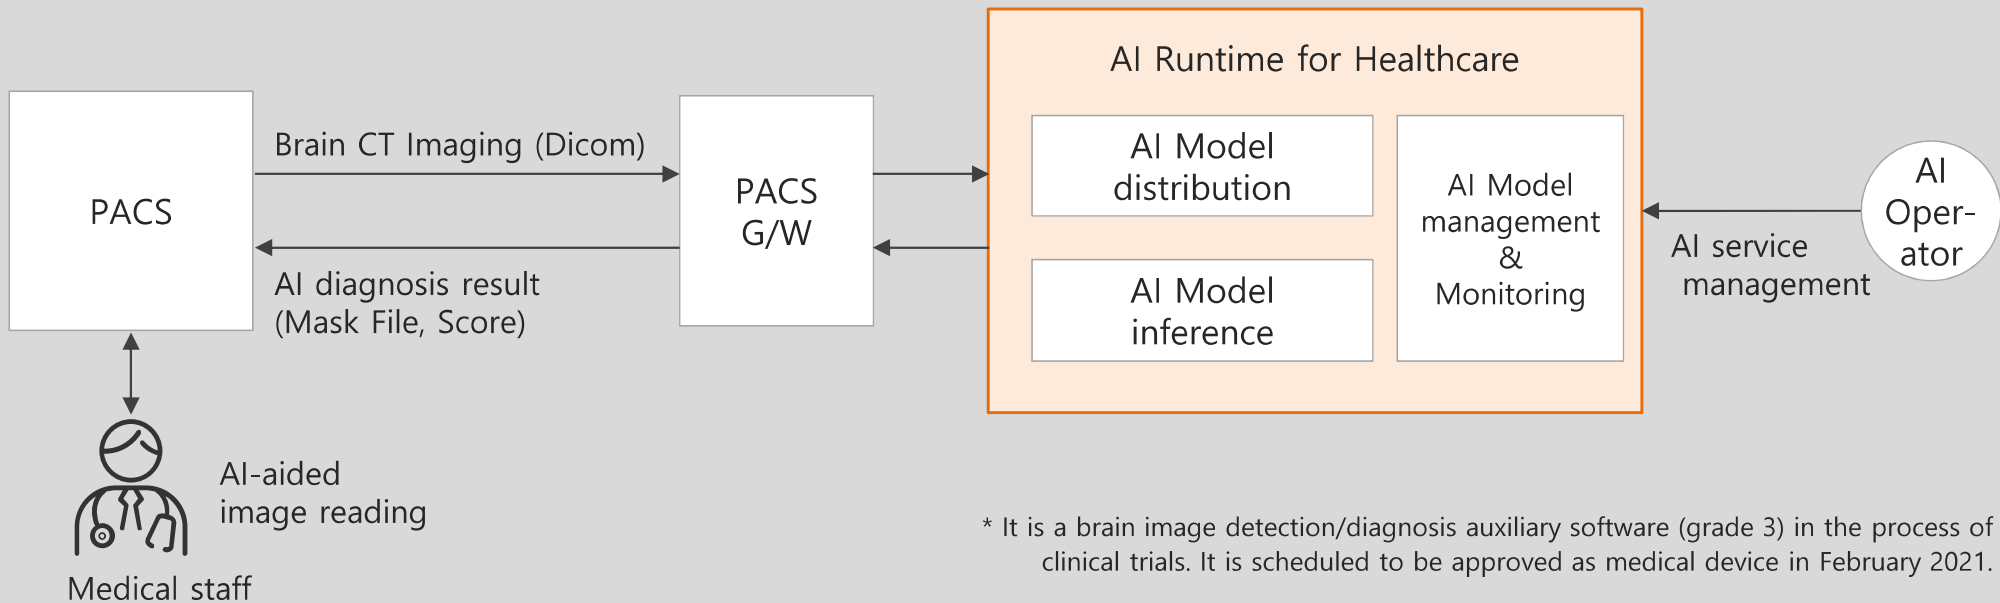 AI Runtime for Healthcare
PACS
Brain CT Imaging (Dicom)
AI diagnosis result
(Mask File, Score)
PACS
G/W
AI Model
distribution
AI Model
inference
AI Model
management
&
Monitoring
AI service
management
AI
Oper-
ator
AI-aided
image reading
Medical staff
* It is a brain image detection/diagnosis auxiliary software (grade 3) in the process of
clinical trials. It is scheduled to be approved as medical device in February 2021.